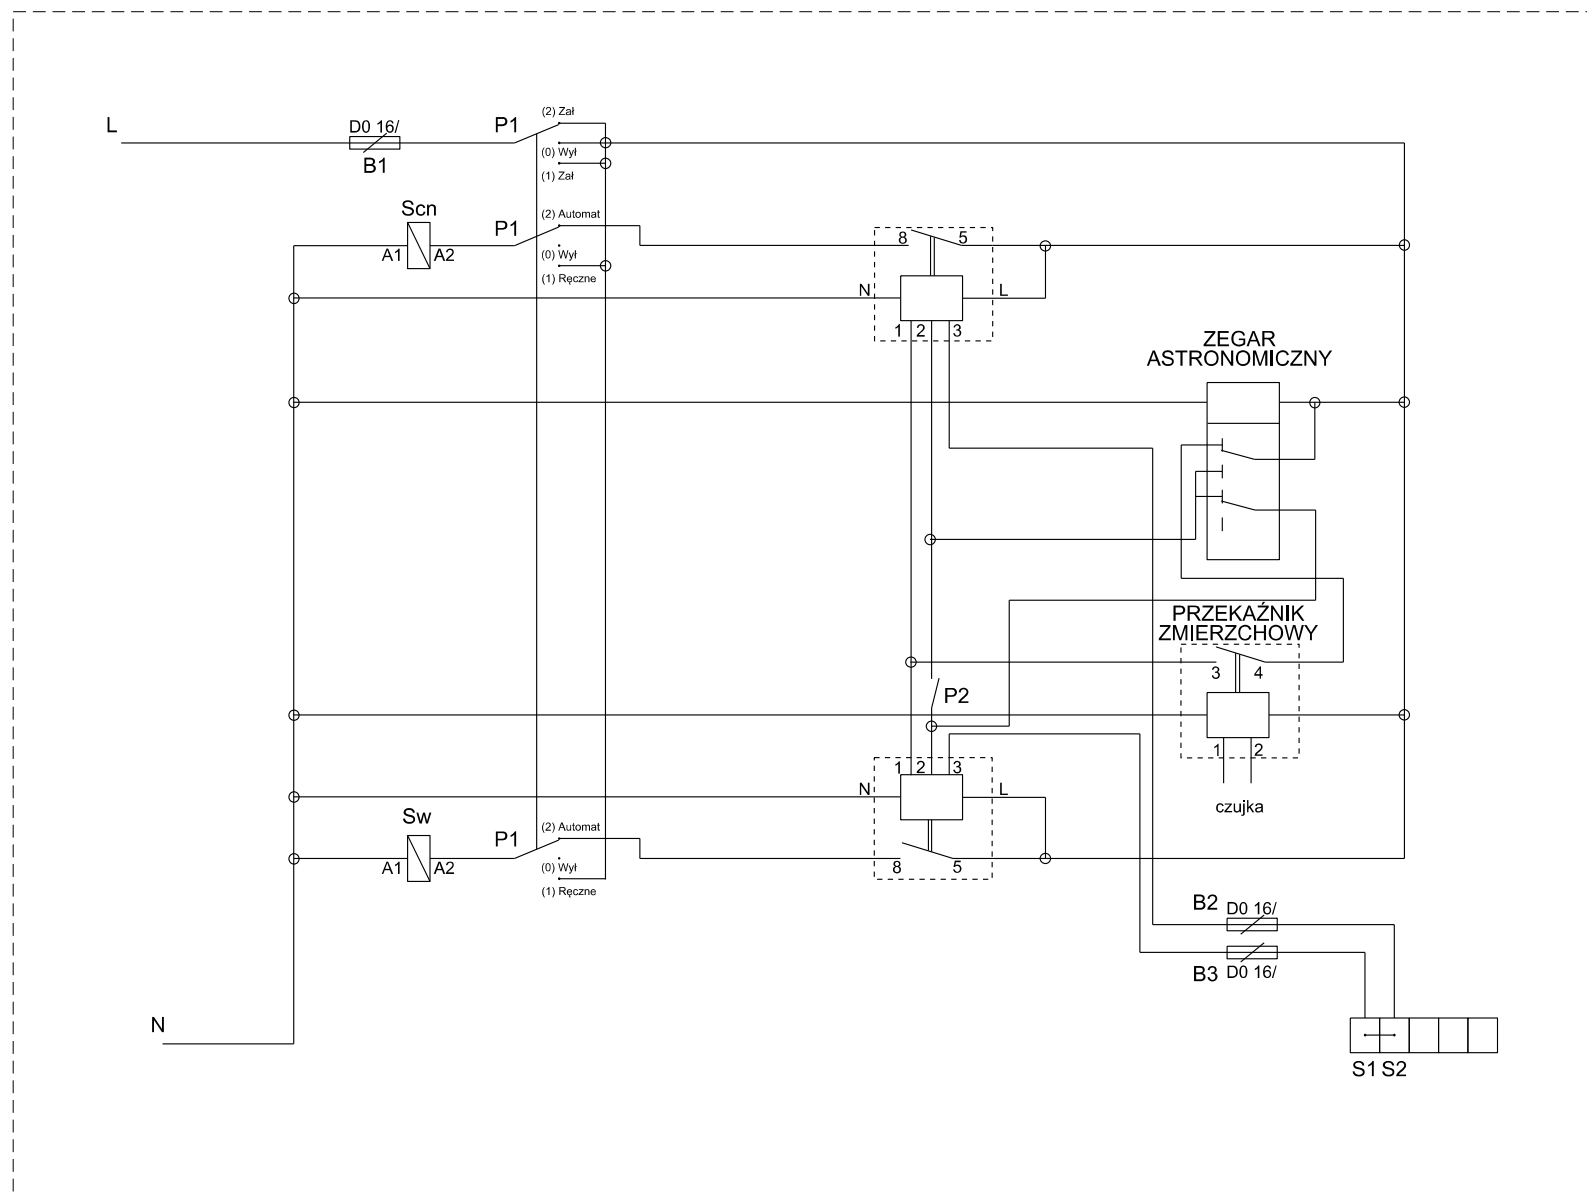 L
D0 16/
B1
P1
(2) Zał
(0) Wył
(1) Zał
Scn
A1
A2
P1
(2) Automat
(0) Wył
(1) Ręczne
8
5
N
L
1
2
3
ZEGAR
ASTRONOMICZNY
PRZEKAŹNIK
ZMIERZCHOWY
3
4
P2
1
2
czujka
1
2
3
N
L
Sw
A1
A2
P1
(2) Automat
(0) Wył
(1) Ręczne
8
5
B2
D0 16/
B3
D0 16/
N
S1
S2